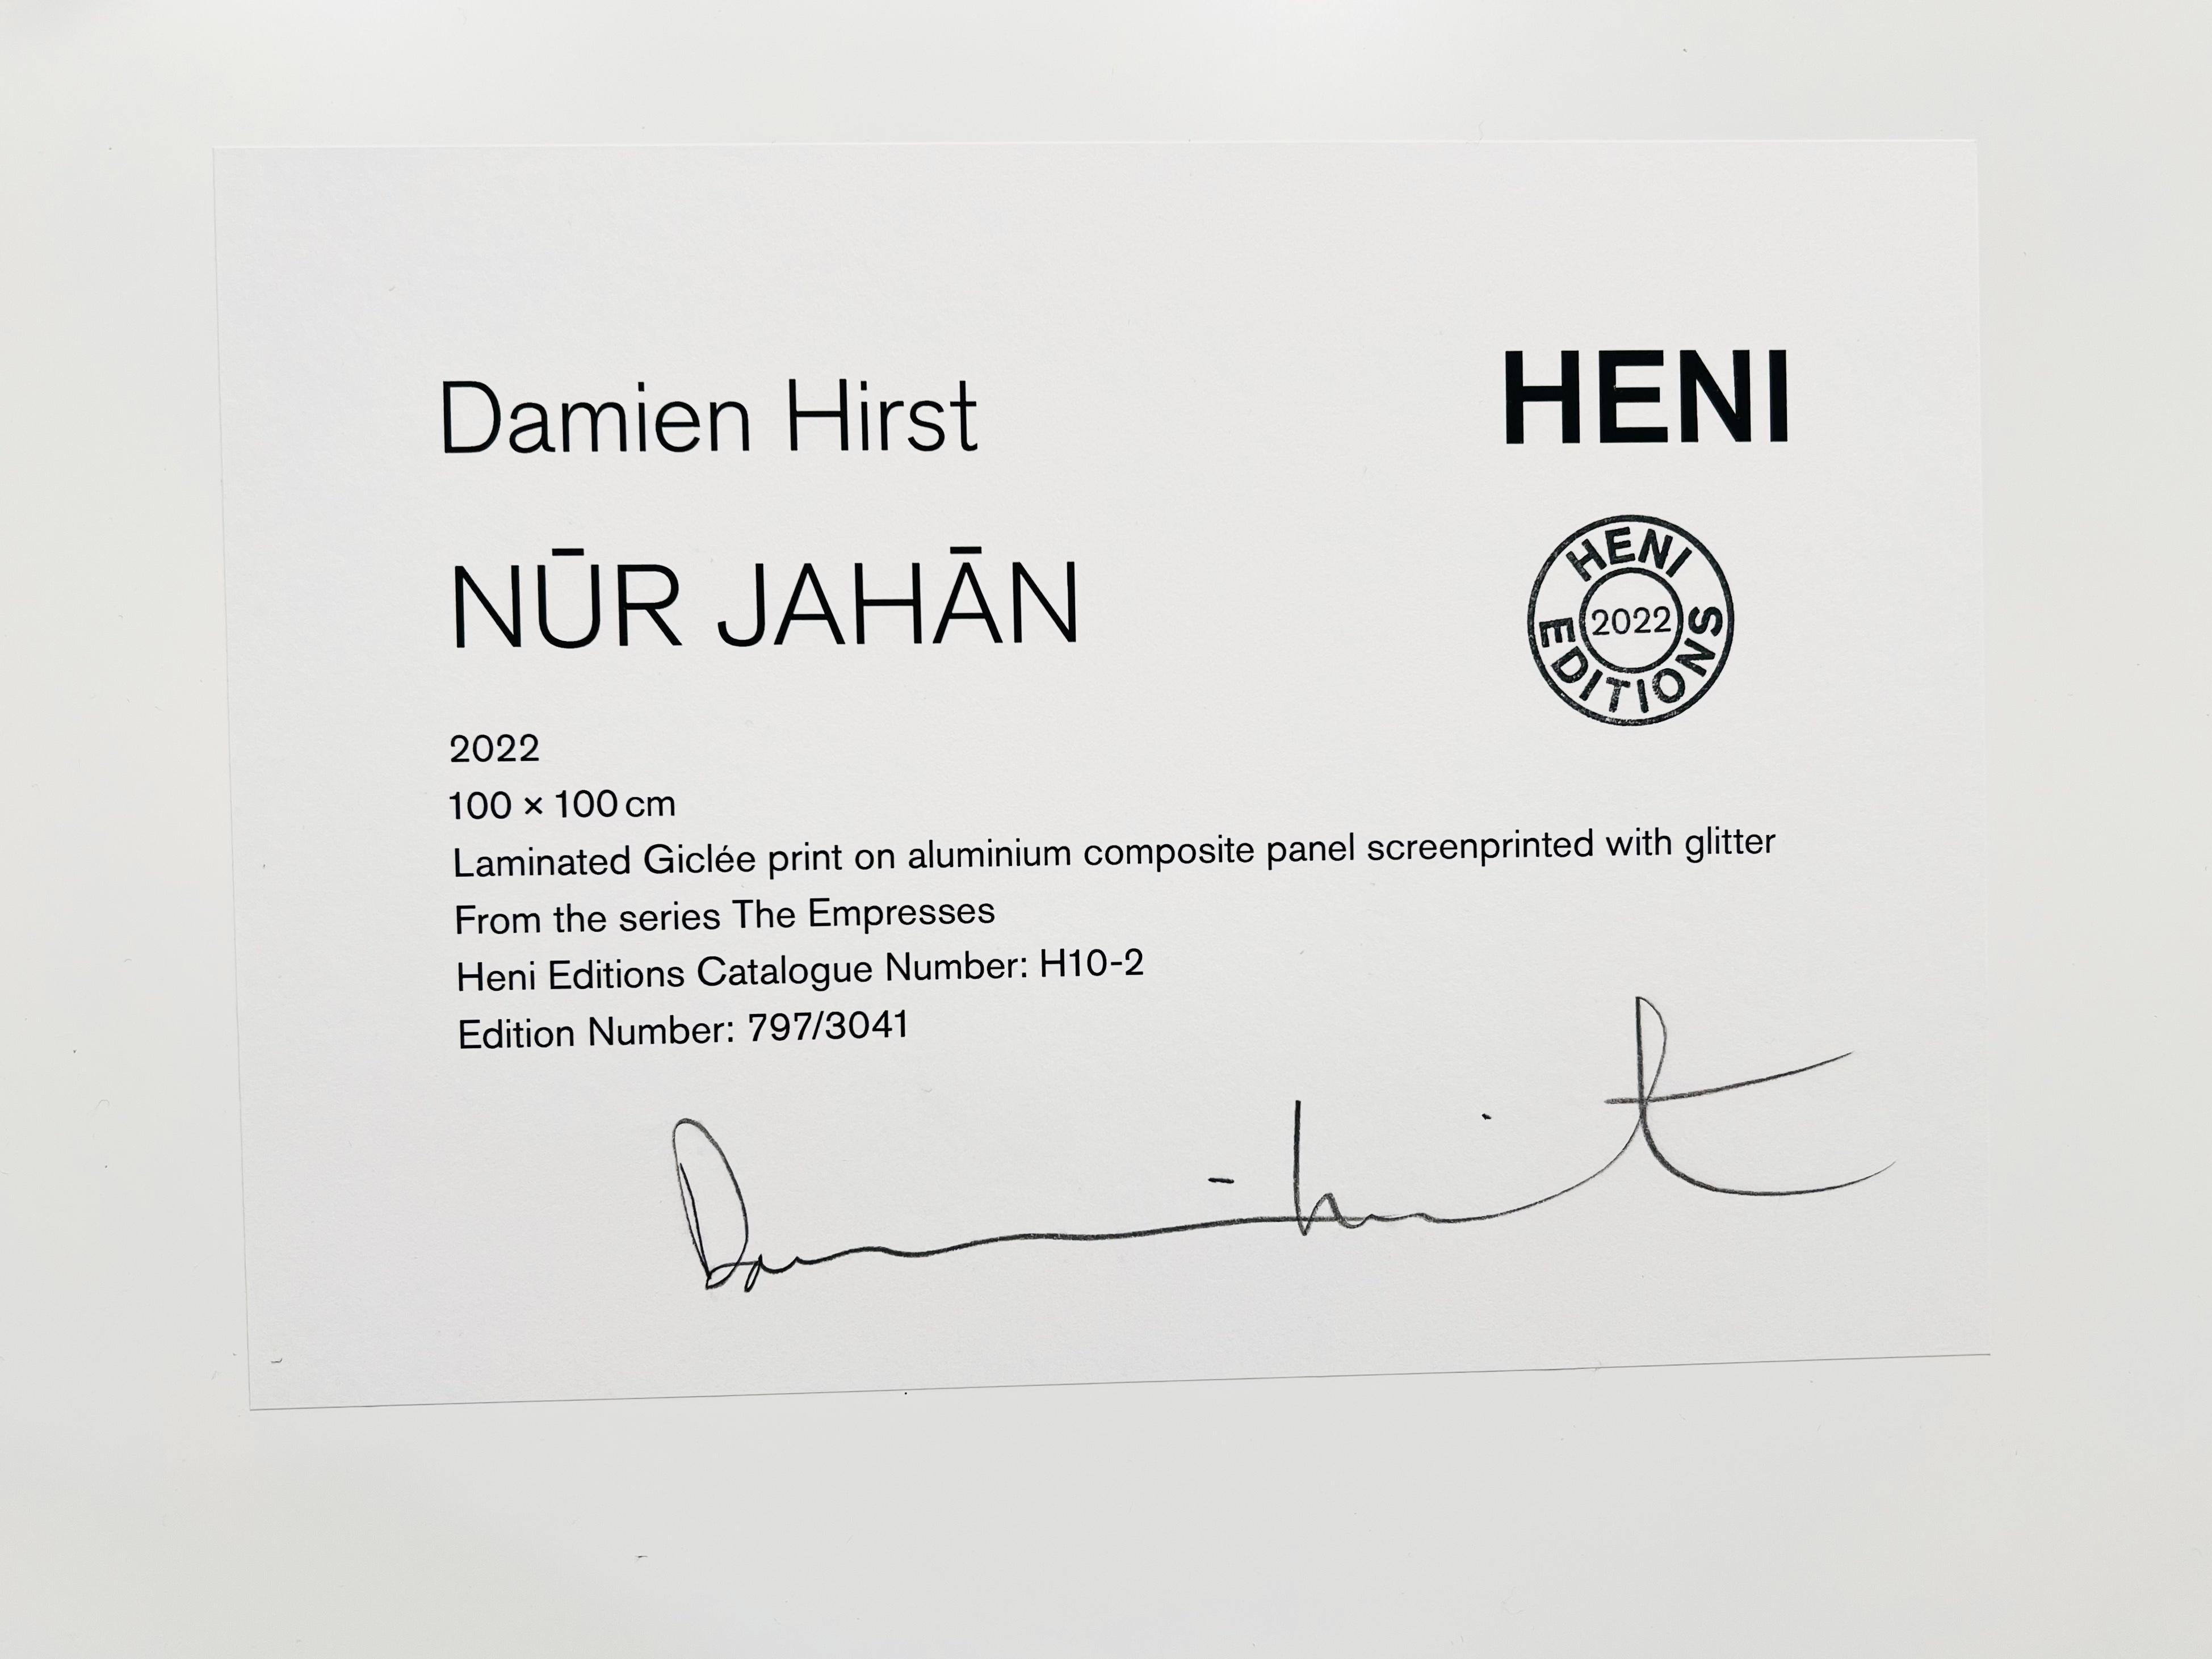 Damien Hirst
HENI
NŪR JAHĀN
HENI
2022
EDITIONS
2022
100 × 100 cm
Laminated Giclée print on aluminium composite panel screenprinted with glitter
From the series The Empresses
Heni Editions Catalogue Number: H10-2
Edition Number: 797/3041